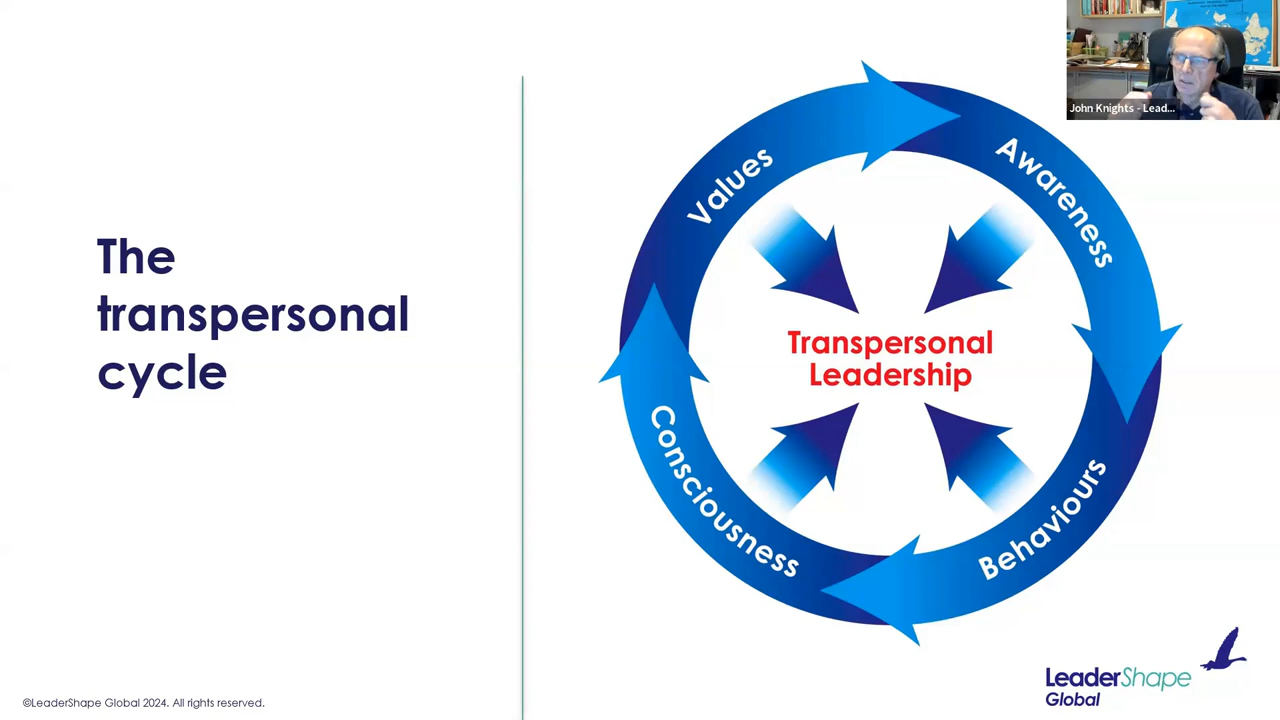 The
transpersonal
cycle
Values
Awareness
Behaviours
Consciousness
Transpersonal
Leadership
John Knights - Lead...
LeaderShape
Global
©LeaderShape Global 2024. All rights reserved.